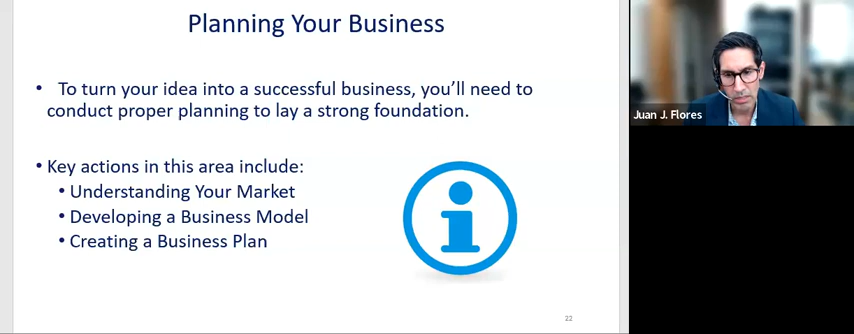 Planning Your Business
• To turn your idea into a successful business, you'll need to
conduct proper planning to lay a strong foundation.
• Key actions in this area include:
• Understanding Your Market
• Developing a Business Model
• Creating a Business Plan
22
Juan J. Flores